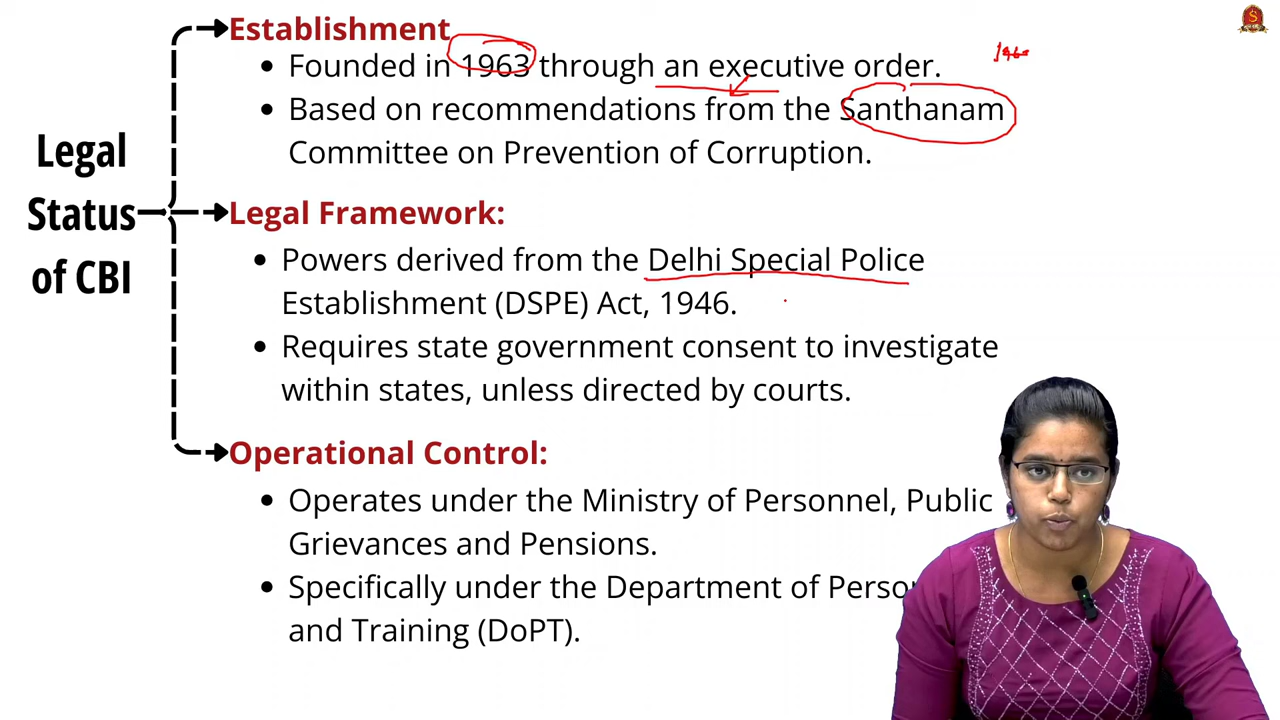 Establishment
Founded in 1963 through an executive order.
Based on recommendations from the Santhanam
Committee on Prevention of Corruption.
Legal
Status
of CBI
Legal Framework:
Powers derived from the Delhi Special Police
Establishment (DSPE) Act, 1946.
Requires state government consent to investigate
within states, unless directed by courts.
Operational Control:
Operates under the Ministry of Personnel, Public
Grievances and Pensions.
Specifically under the Department of
and Training (DoPT).